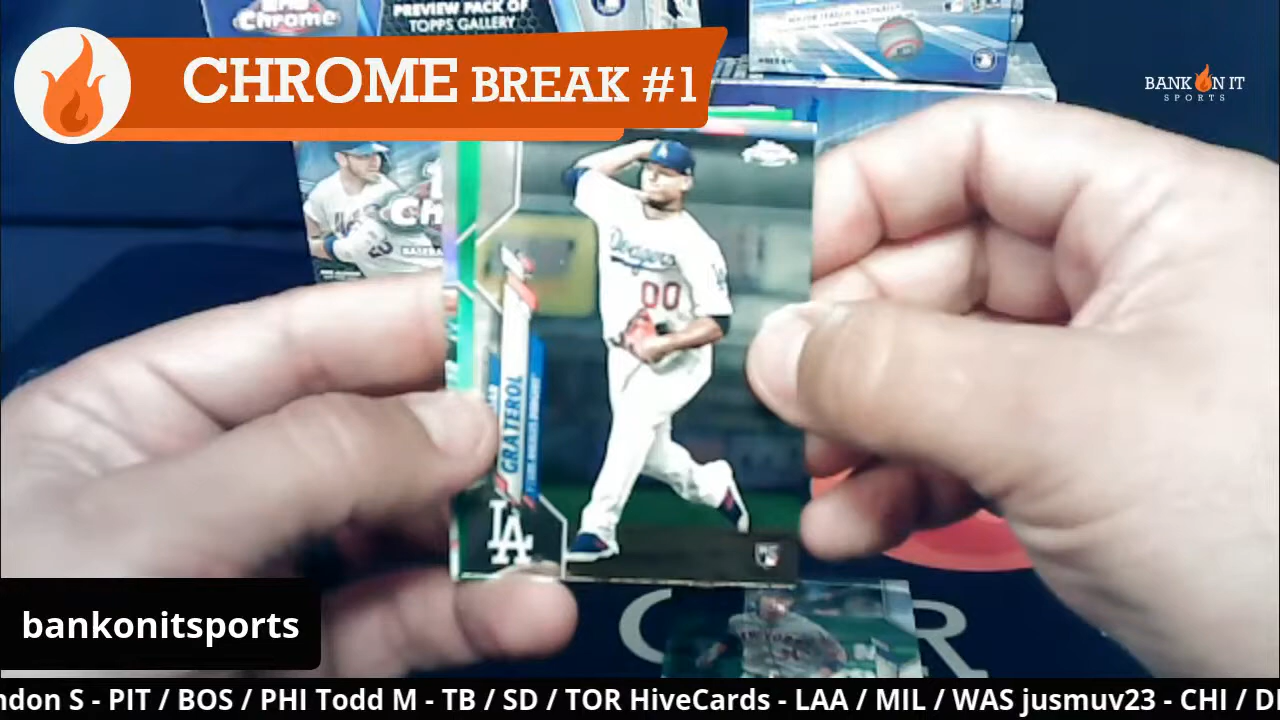 Chrome
PREVIEW PACK OF
TOPPS GALLERY
CHROME BREAK #1
BANK ON IT
SPORTS
Dodgers
00
GRATEROL
LA
bankonitsports
ndon S - PIT / BOS / PHI Todd M - TB / SD / TOR HiveCards - LAA / MIL / WAS jusmuv23 - CHI / D